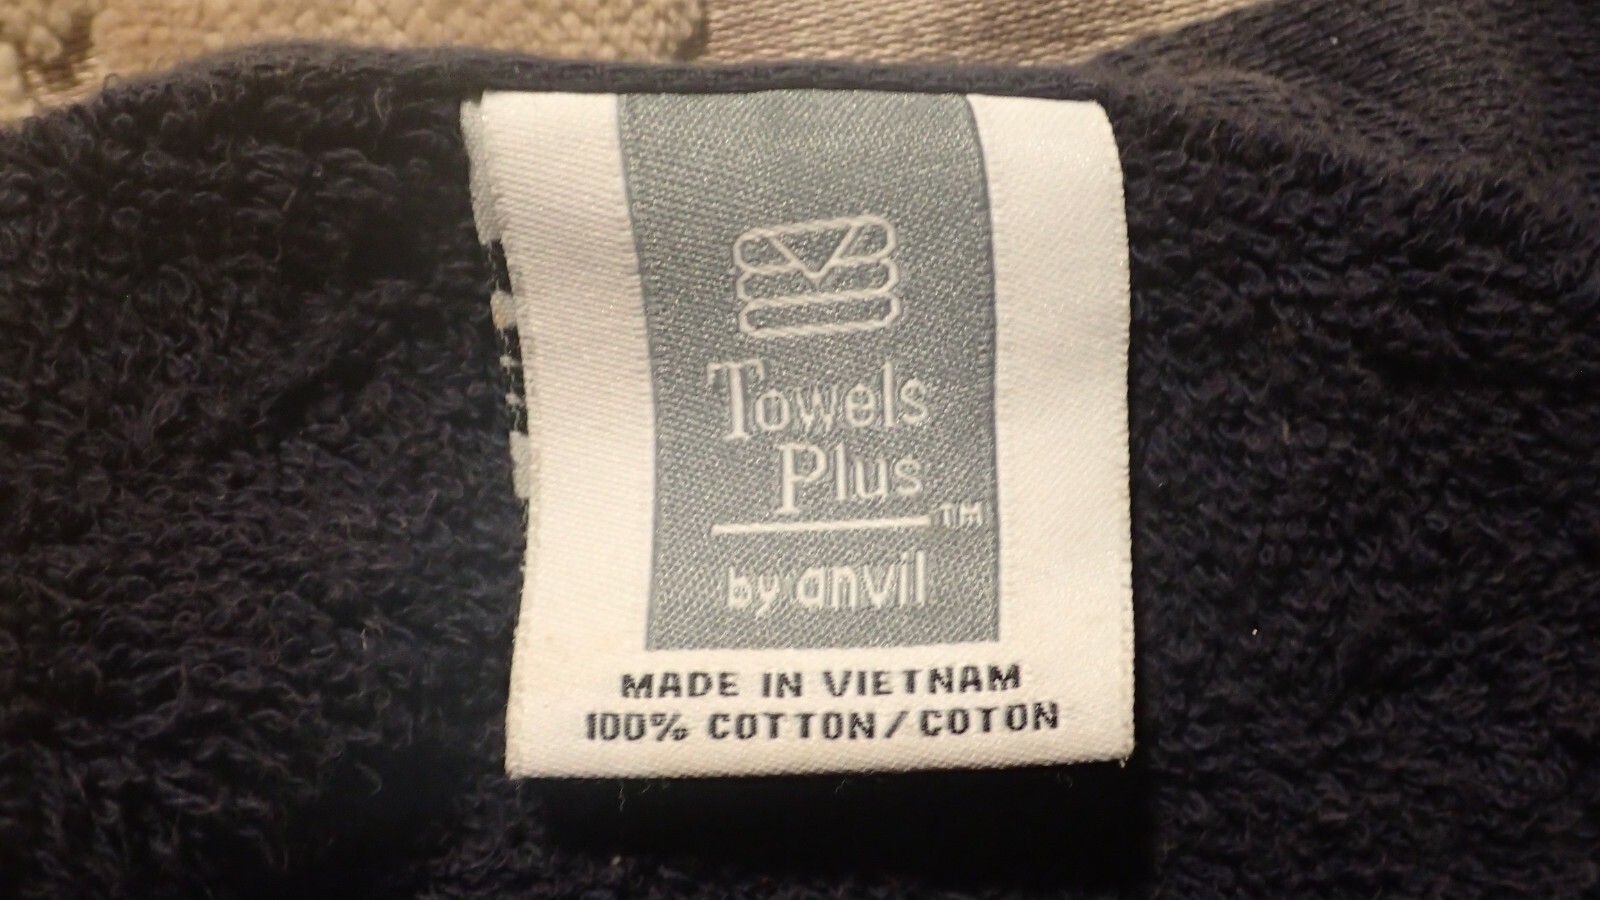 Towels
Plus
TM
by anvil
MADE IN VIETNAM
100% COTTON/COTON